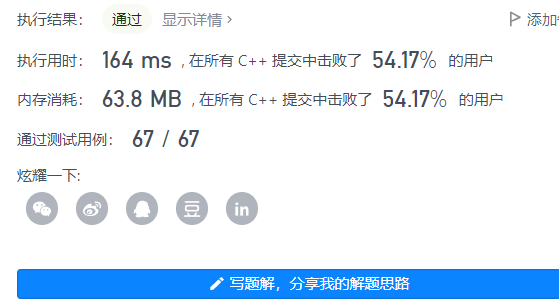 执行结果： 通过 显示详情 › 添加
执行用时： 164 ms , 在所有 C++ 提交中击败了 54.17% 的用户
内存消耗： 63.8 MB , 在所有 C++ 提交中击败了 54.17% 的用户
通过测试用例： 67 / 67
炫耀一下:
豆 in
写题解，分享我的解题思路